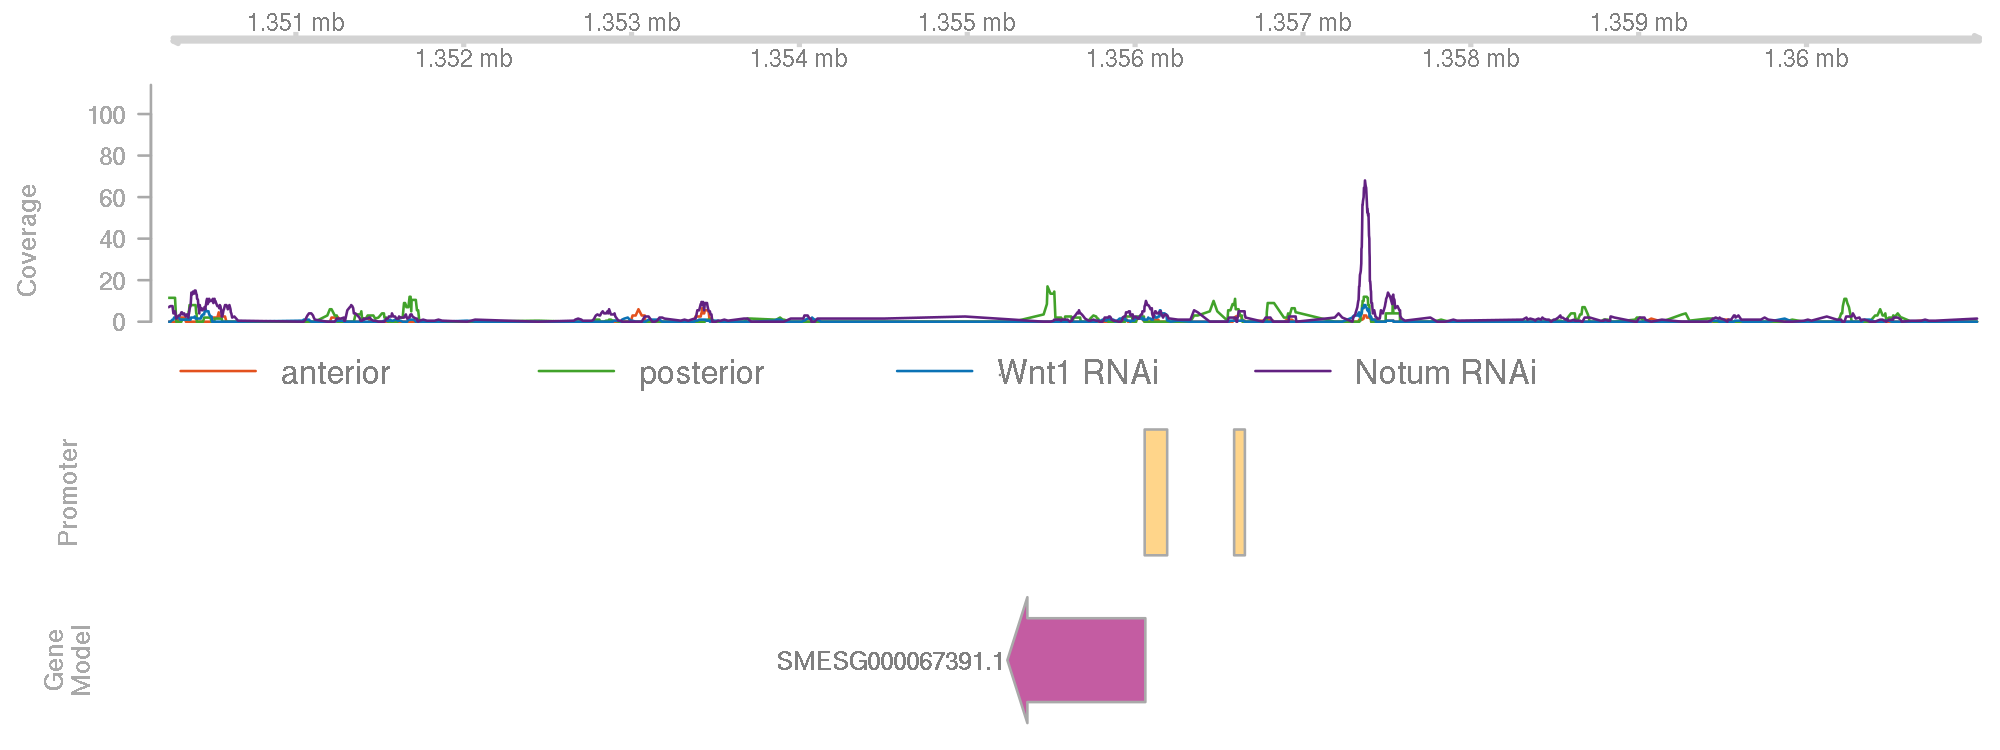 1.351 mb 1.353 mb 1.355 mb 1.357 mb 1.359 mb
1.352 mb 1.354 mb 1.356 mb 1.358 mb 1.36 mb
Coverage
100
80
60
40
20
0
anterior posterior Wnt1 RNAi Notum RNAi
Promoter
Gene
Model
SMESG000067391.1